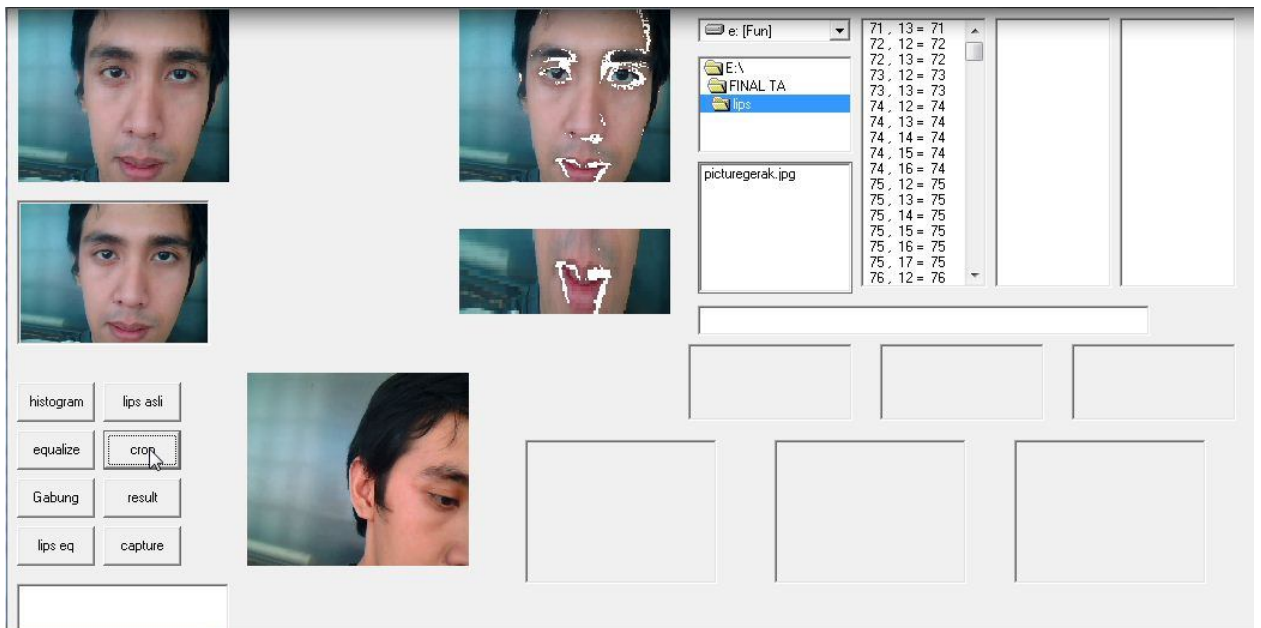 e: [Fun]
E:\
FINAL TA
lips
picturegerak.jpg
71 , 13 = 71
72 , 12 = 72
72 , 13 = 72
73 , 12 = 73
73 , 13 = 73
74 , 12 = 74
74 , 13 = 74
74 , 14 = 74
74 , 15 = 74
74 , 16 = 74
75 , 12 = 75
75 , 13 = 75
75 , 14 = 75
75 , 15 = 75
75 , 16 = 75
75 , 17 = 75
76 , 12 = 76
histogram
lips asli
equalize
crop
Gabung
result
lips eq
capture